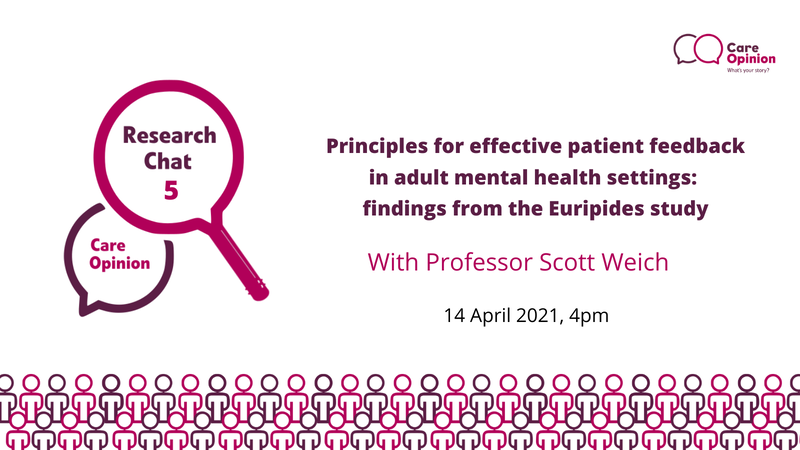 Care
Opinion
What's your story?
Research
Chat
5
Care
Opinion
Principles for effective patient feedback
in adult mental health settings:
findings from the Euripides study
With Professor Scott Weich
14 April 2021, 4pm